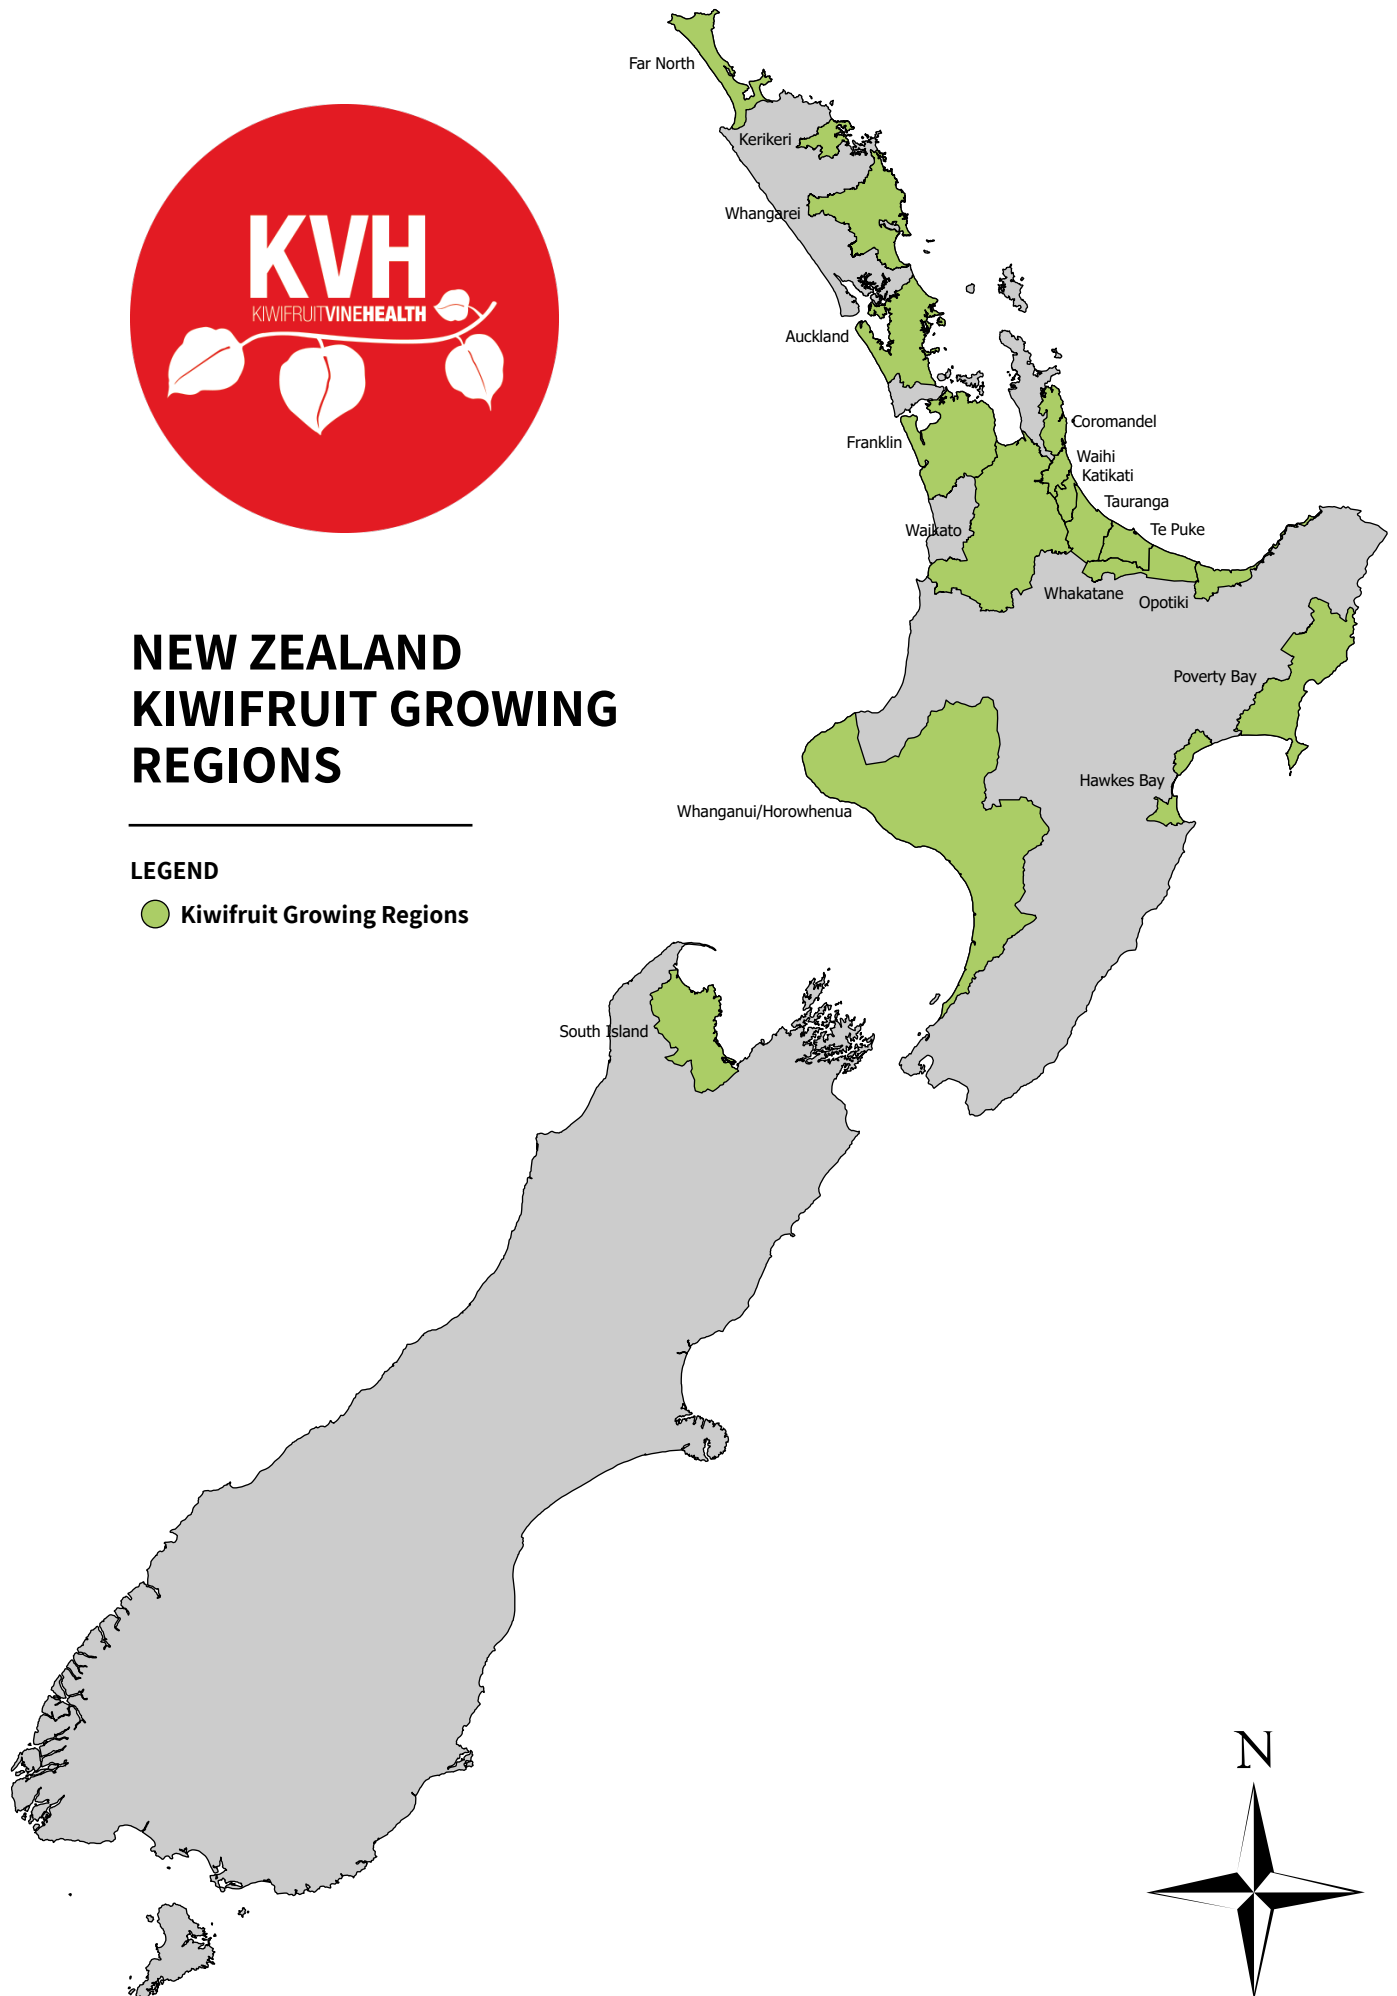 Far North
Kerikeri
Whangarei
KVH
KIWIFRUITVINEHEALTH
Auckland
Coromandel
Franklin
Waihi
Katikati
Tauranga
Waikato
Te Puke
Whakatane
Opotiki
NEW ZEALAND
KIWIFRUIT GROWING
REGIONS
Poverty Bay
Hawkes Bay
Whanganui/Horowhenua
LEGEND
Kiwifruit Growing Regions
South Island
N